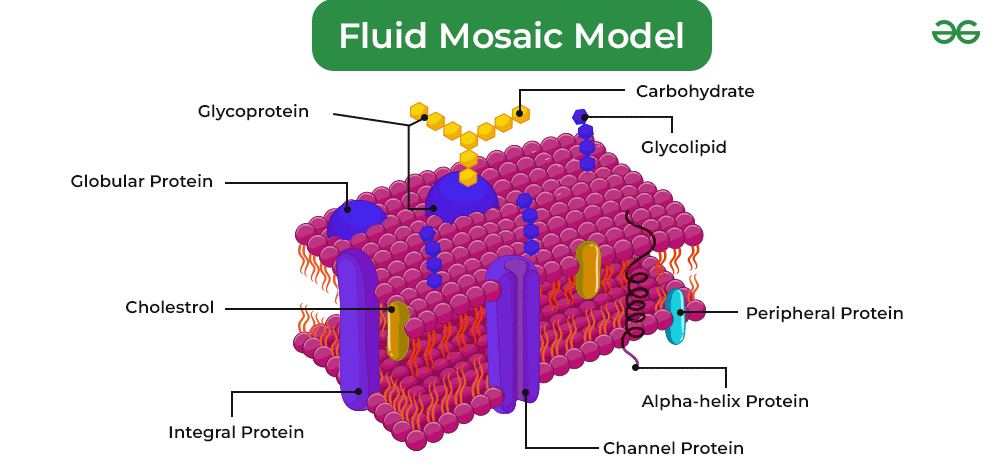 Fluid Mosaic Model
Carbohydrate
Glycoprotein
Glycolipid
Globular Protein
Cholestrol
Peripheral Protein
Alpha-helix Protein
Integral Protein
Channel Protein